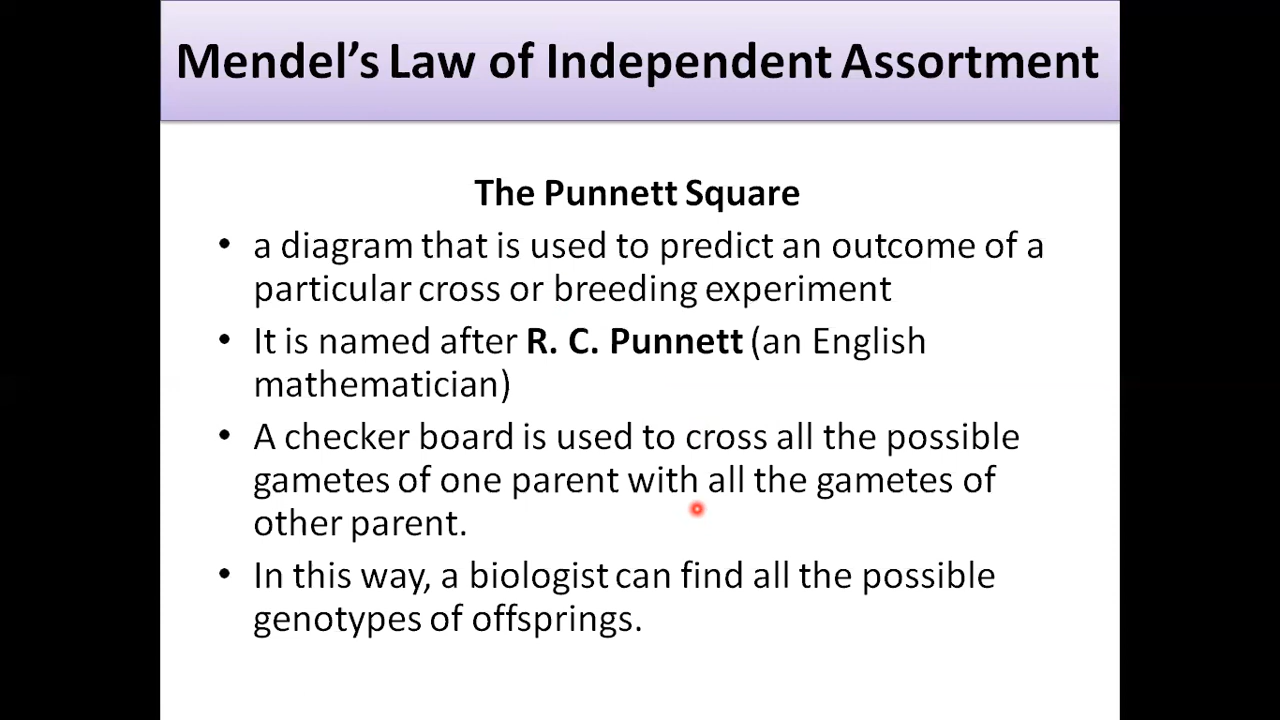 Mendel’s Law of Independent Assortment
The Punnett Square
• a diagram that is used to predict an outcome of a
particular cross or breeding experiment
• It is named after R. C. Punnett (an English
mathematician)
• A checker board is used to cross all the possible
gametes of one parent with all the gametes of
other parent.
• In this way, a biologist can find all the possible
genotypes of offsprings.